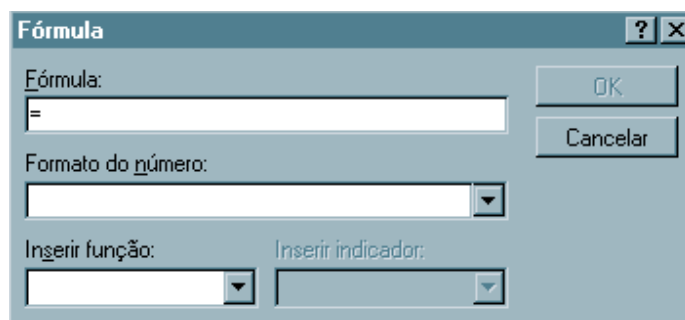 Fórmula
Fórmula:
=
OK
Cancelar
Formato do número:
Inserir função:
Inserir indicador: